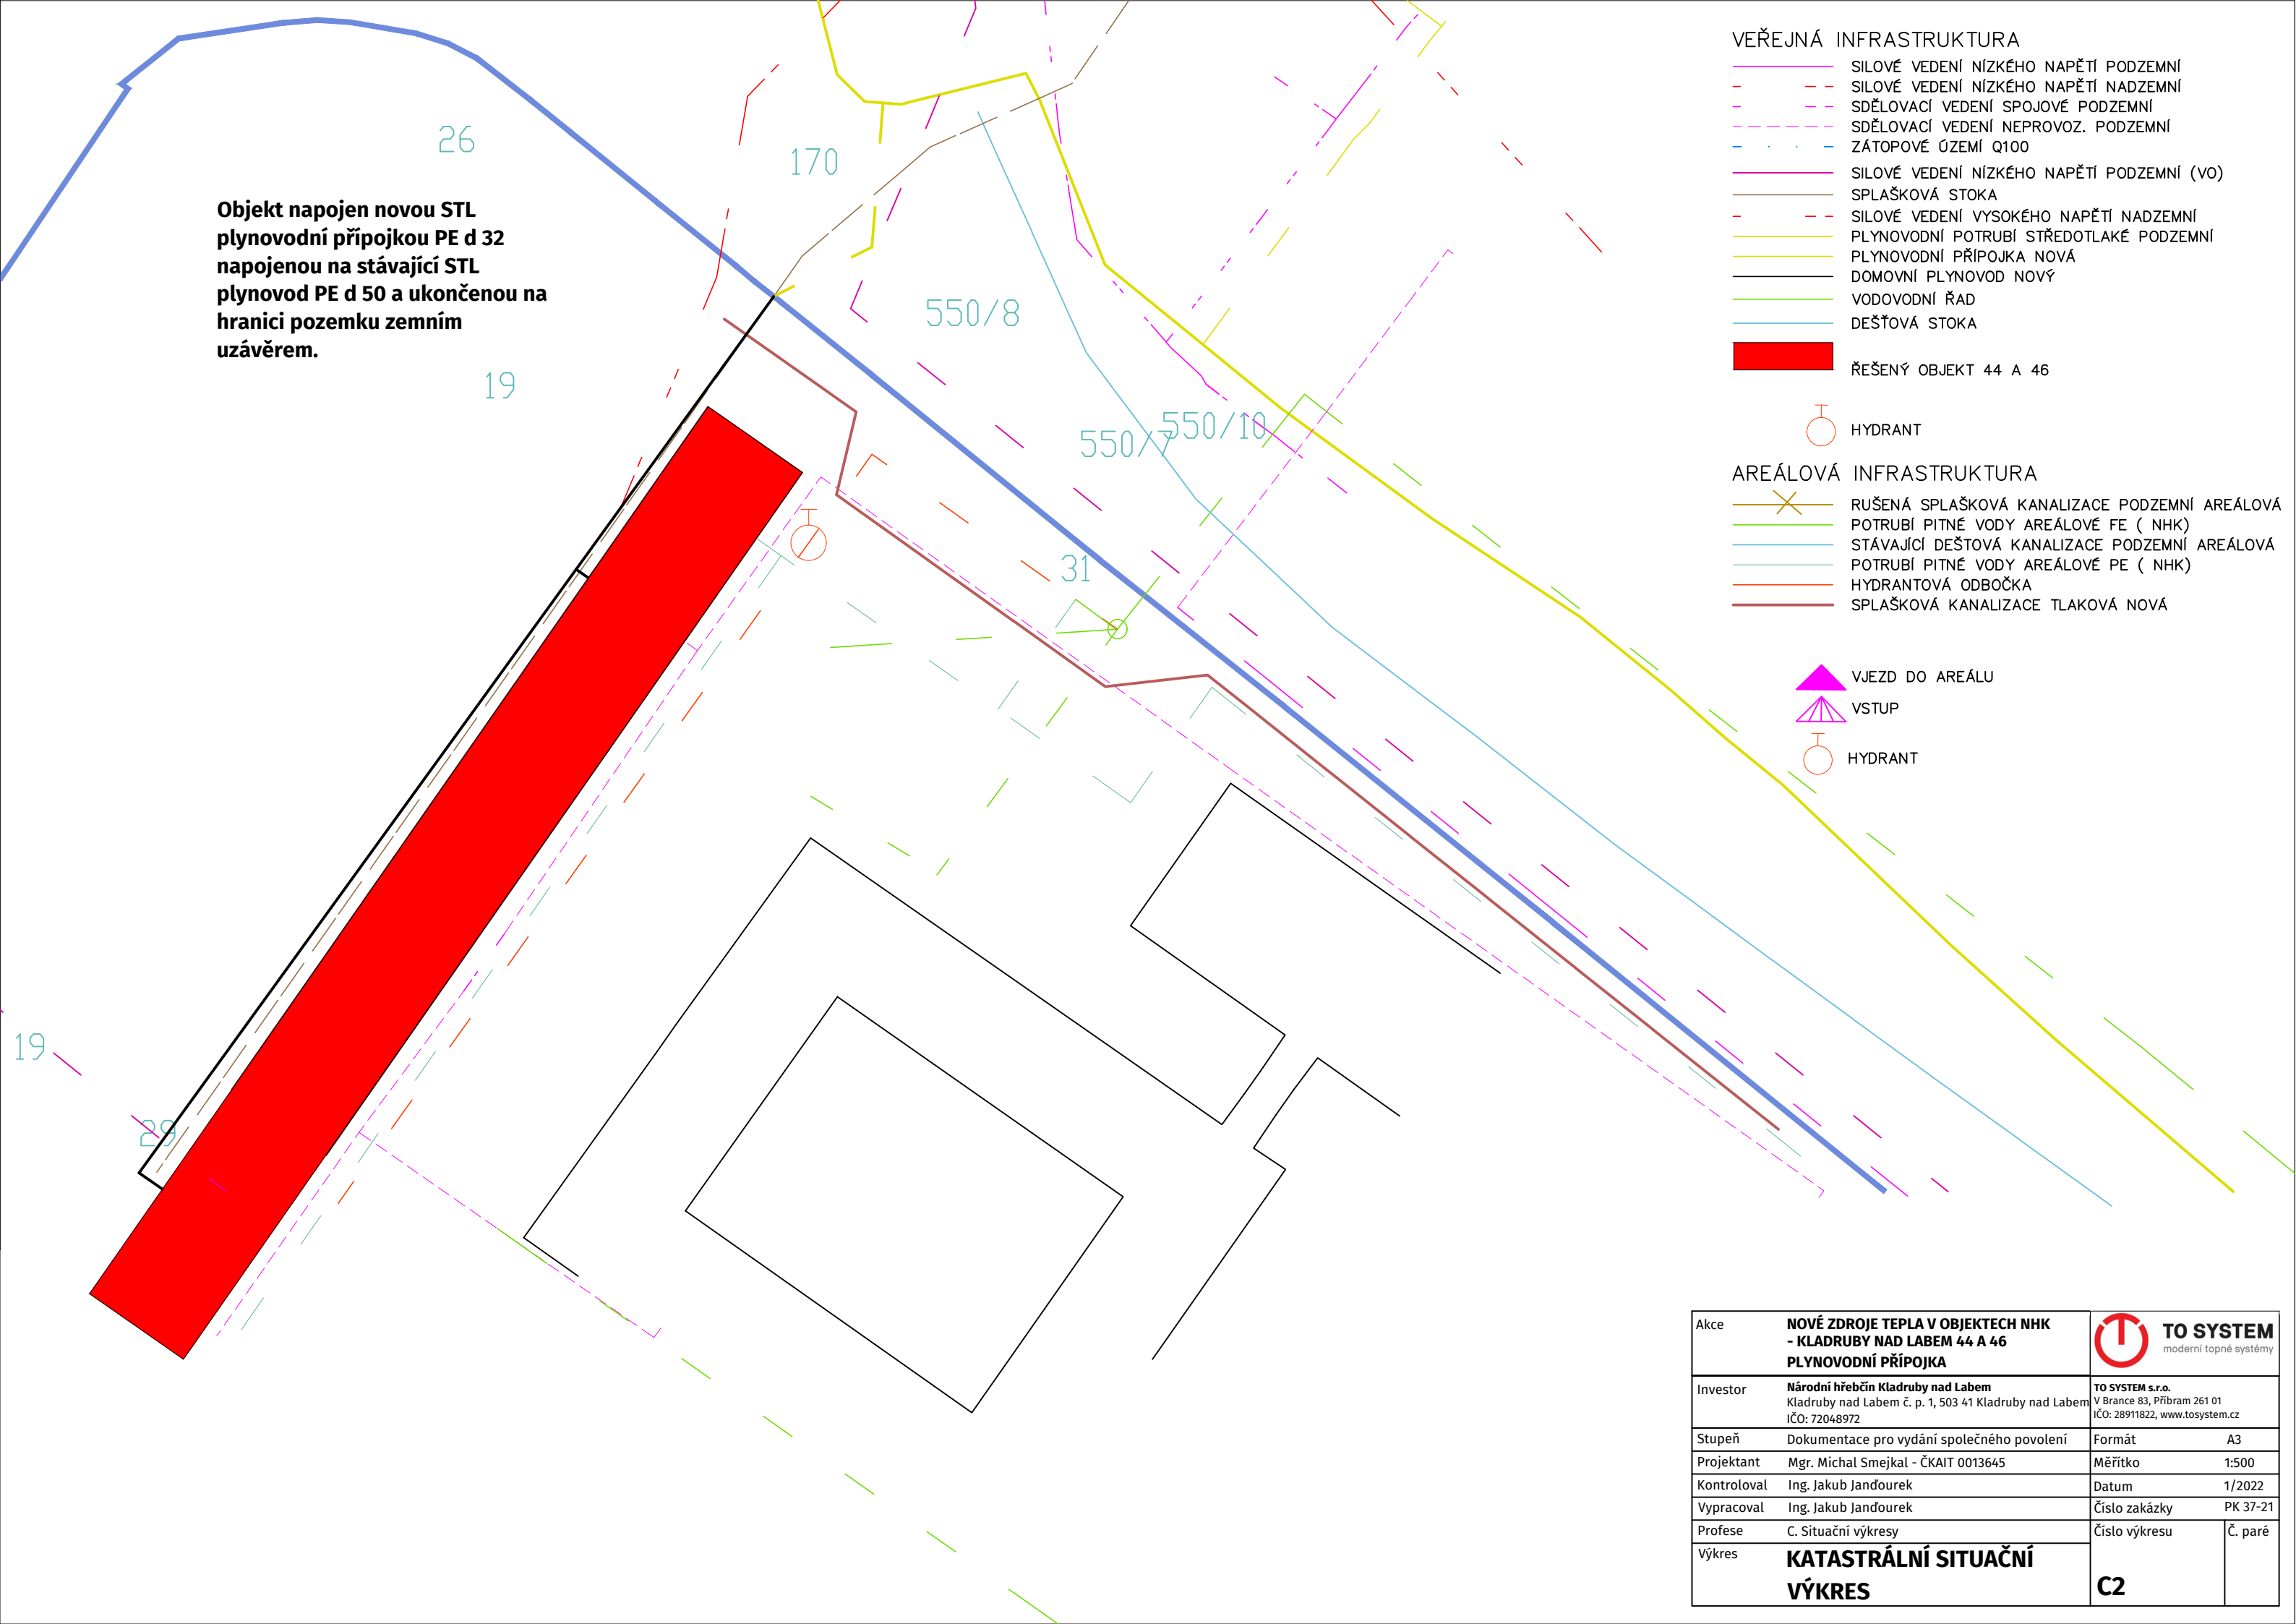 26
170
Objekt napojen novou STL
plynovodní přípojkou PE d 32
napojenou na stávající STL
plynovod PE d 50 a ukončenou na
hranici pozemku zemním
uzávěrem.
550/8
19
550/7
550/10
31
19
29
VEŘEJNÁ INFRASTRUKTURA
SILOVÉ VEDENÍ NÍZKÉHO NAPĚTÍ PODZEMNÍ
SILOVÉ VEDENÍ NÍZKÉHO NAPĚTÍ NADZEMNÍ
SDĚLOVACÍ VEDENÍ SPOJOVÉ PODZEMNÍ
SDĚLOVACÍ VEDENÍ NEPROVOZ. PODZEMNÍ
ZÁTOPOVÉ ÚZEMÍ Q100
SILOVÉ VEDENÍ NÍZKÉHO NAPĚTÍ PODZEMNÍ (VO)
SPLAŠKOVÁ STOKA
SILOVÉ VEDENÍ VYSOKÉHO NAPĚTÍ NADZEMNÍ
PLYNOVODNÍ POTRUBÍ STŘEDOTLAKÉ PODZEMNÍ
PLYNOVODNÍ PŘÍPOJKA NOVÁ
DOMOVNÍ PLYNOVOD NOVÝ
VODOVODNÍ ŘAD
DEŠŤOVÁ STOKA
ŘEŠENÝ OBJEKT 44 A 46
HYDRANT
AREÁLOVÁ INFRASTRUKTURA
RUŠENÁ SPLAŠKOVÁ KANALIZACE PODZEMNÍ AREÁLOVÁ
POTRUBÍ PITNÉ VODY AREÁLOVÉ FE ( NHK)
STÁVAJÍCÍ DEŠTOVÁ KANALIZACE PODZEMNÍ AREÁLOVÁ
POTRUBÍ PITNÉ VODY AREÁLOVÉ PE ( NHK)
HYDRANTOVÁ ODBOČKA
SPLAŠKOVÁ KANALIZACE TLAKOVÁ NOVÁ
VJEZD DO AREÁLU
VSTUP
HYDRANT
Akce
NOVÉ ZDROJE TEPLA V OBJEKTECH NHK
- KLADRUBY NAD LABEM 44 A 46
PLYNOVODNÍ PŘÍPOJKA
TO SYSTEM
moderní topné systémy
Investor
Národní hřebčín Kladruby nad Labem
Kladruby nad Labem č. p. 1, 503 41 Kladruby nad Labem
IČO: 72048972
TO SYSTEM s.r.o.
V Brance 83, Příbram 261 01
IČO: 28911822, www.tosystem.cz
Stupeň Dokumentace pro vydání společného povolení
Formát A3
Projektant Mgr. Michal Smejkal - ČKAIT 0013645
Měřítko 1:500
Kontroloval Ing. Jakub Janďourek
Datum 1/2022
Vypracoval Ing. Jakub Janďourek
Číslo zakázky PK 37-21
Profese C. Situační výkresy
Číslo výkresu Č. paré
Výkres
KATASTRÁLNÍ SITUAČNÍ
VÝKRES
C2